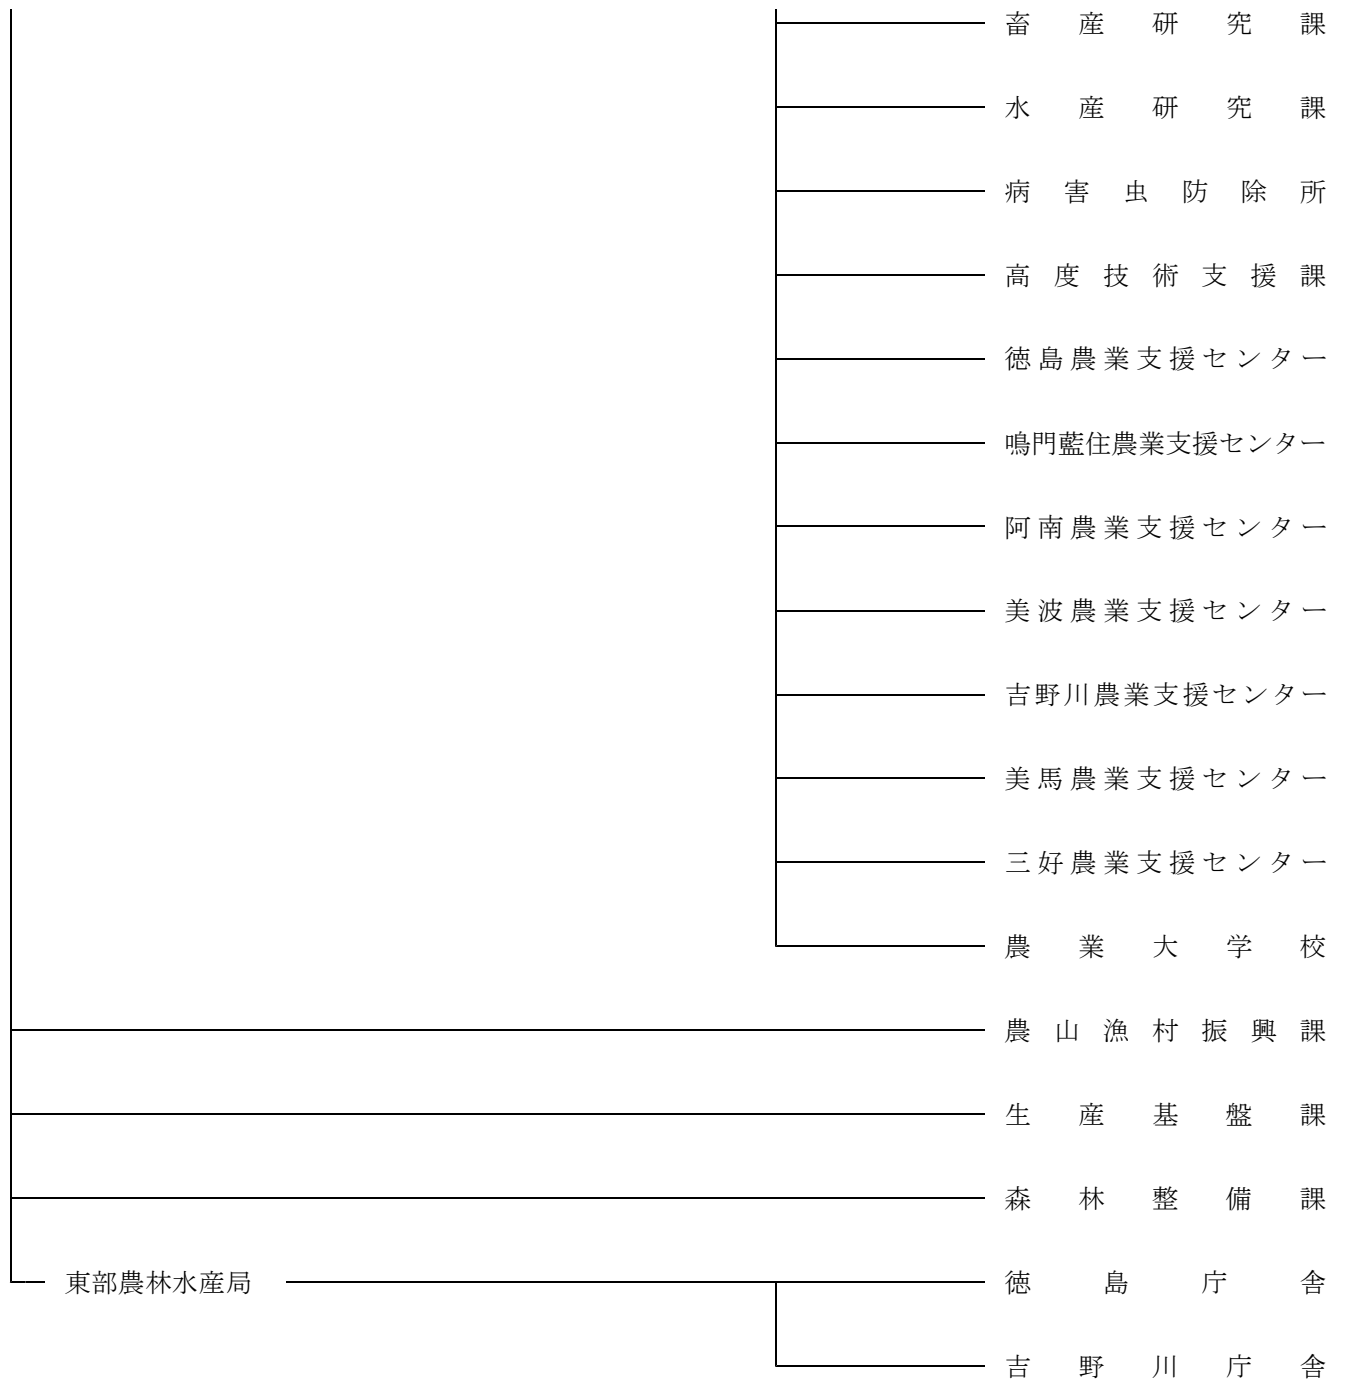 畜産研究課
水産研究課
病害虫防除所
高度技術支援課
徳島農業支援センター
鳴門藍住農業支援センター
阿南農業支援センター
美波農業支援センター
吉野川農業支援センター
美馬農業支援センター
三好農業支援センター
農業大学校
農山漁村振興課
生産基盤課
森林整備課
東部農林水産局 徳島庁舎
吉野川庁舎